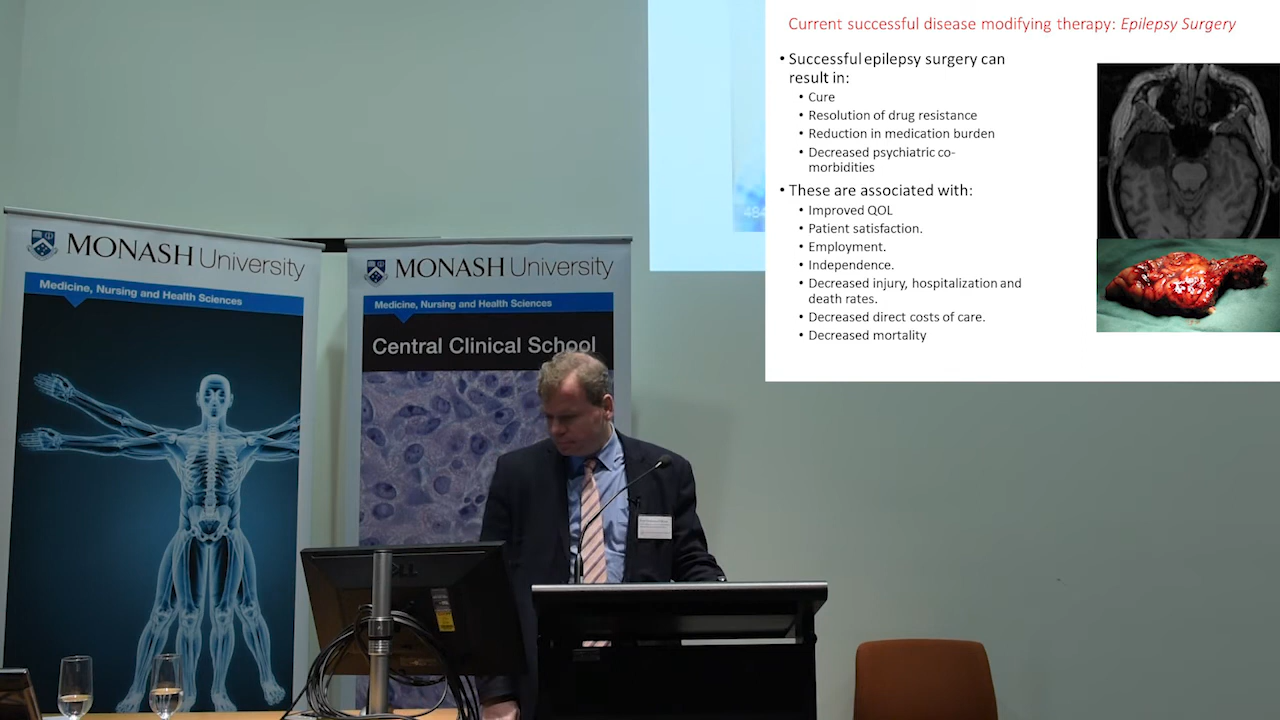 Current successful disease modifying therapy: Epilepsy Surgery
• Successful epilepsy surgery can
result in:
• Cure
• Resolution of drug resistance
• Reduction in medication burden
• Decreased psychiatric co-
morbidities
• These are associated with:
• Improved QOL
• Patient satisfaction.
• Employment.
• Independence.
• Decreased injury, hospitalization and
death rates.
• Decreased direct costs of care.
• Decreased mortality
484
MONASH University
Medicine, Nursing and Health Sciences
MONASH University
Medicine, Nursing and Health Sciences
Central Clinical School
DELL